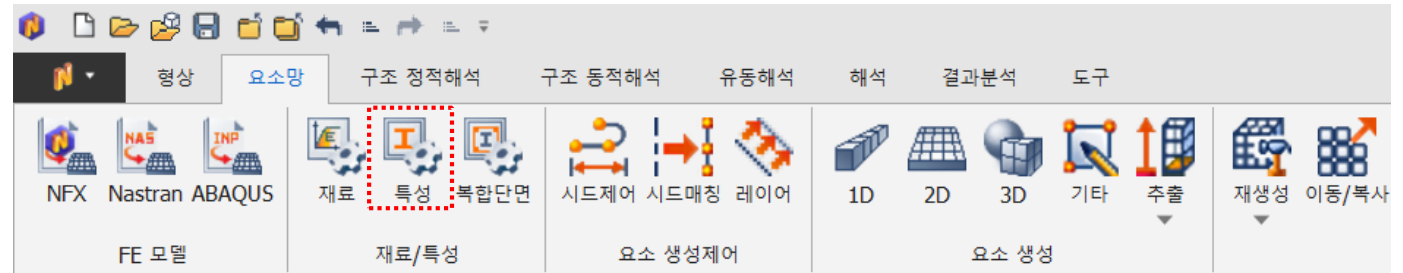 형상 요소망 구조 정적해석 구조 동적해석 유동해석 해석 결과분석 도구
NAS INP
NFX Nastran ABAQUS 재료 특성 복합단면 시드제어 시드매칭 레이어 1D 2D 3D 기타 추출 재생성 이동/복사
FE 모델 재료/특성 요소 생성제어 요소 생성